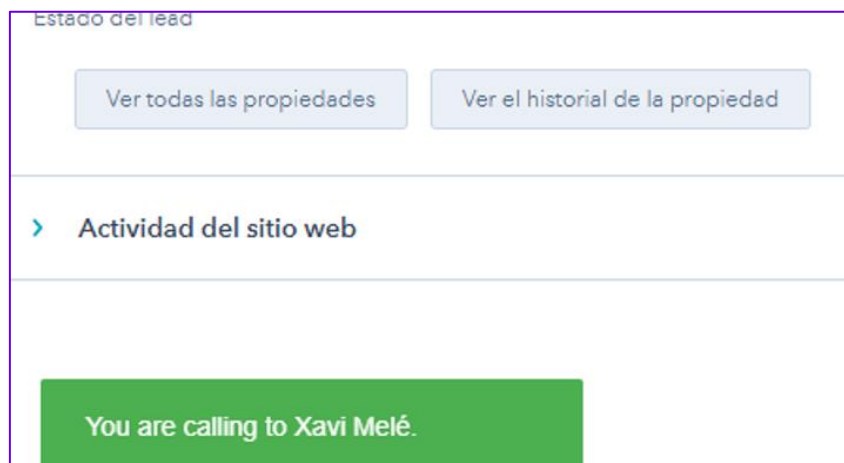 Estado del lead
Ver todas las propiedades
Ver el historial de la propiedad
Actividad del sitio web
You are calling to Xavi Melé.